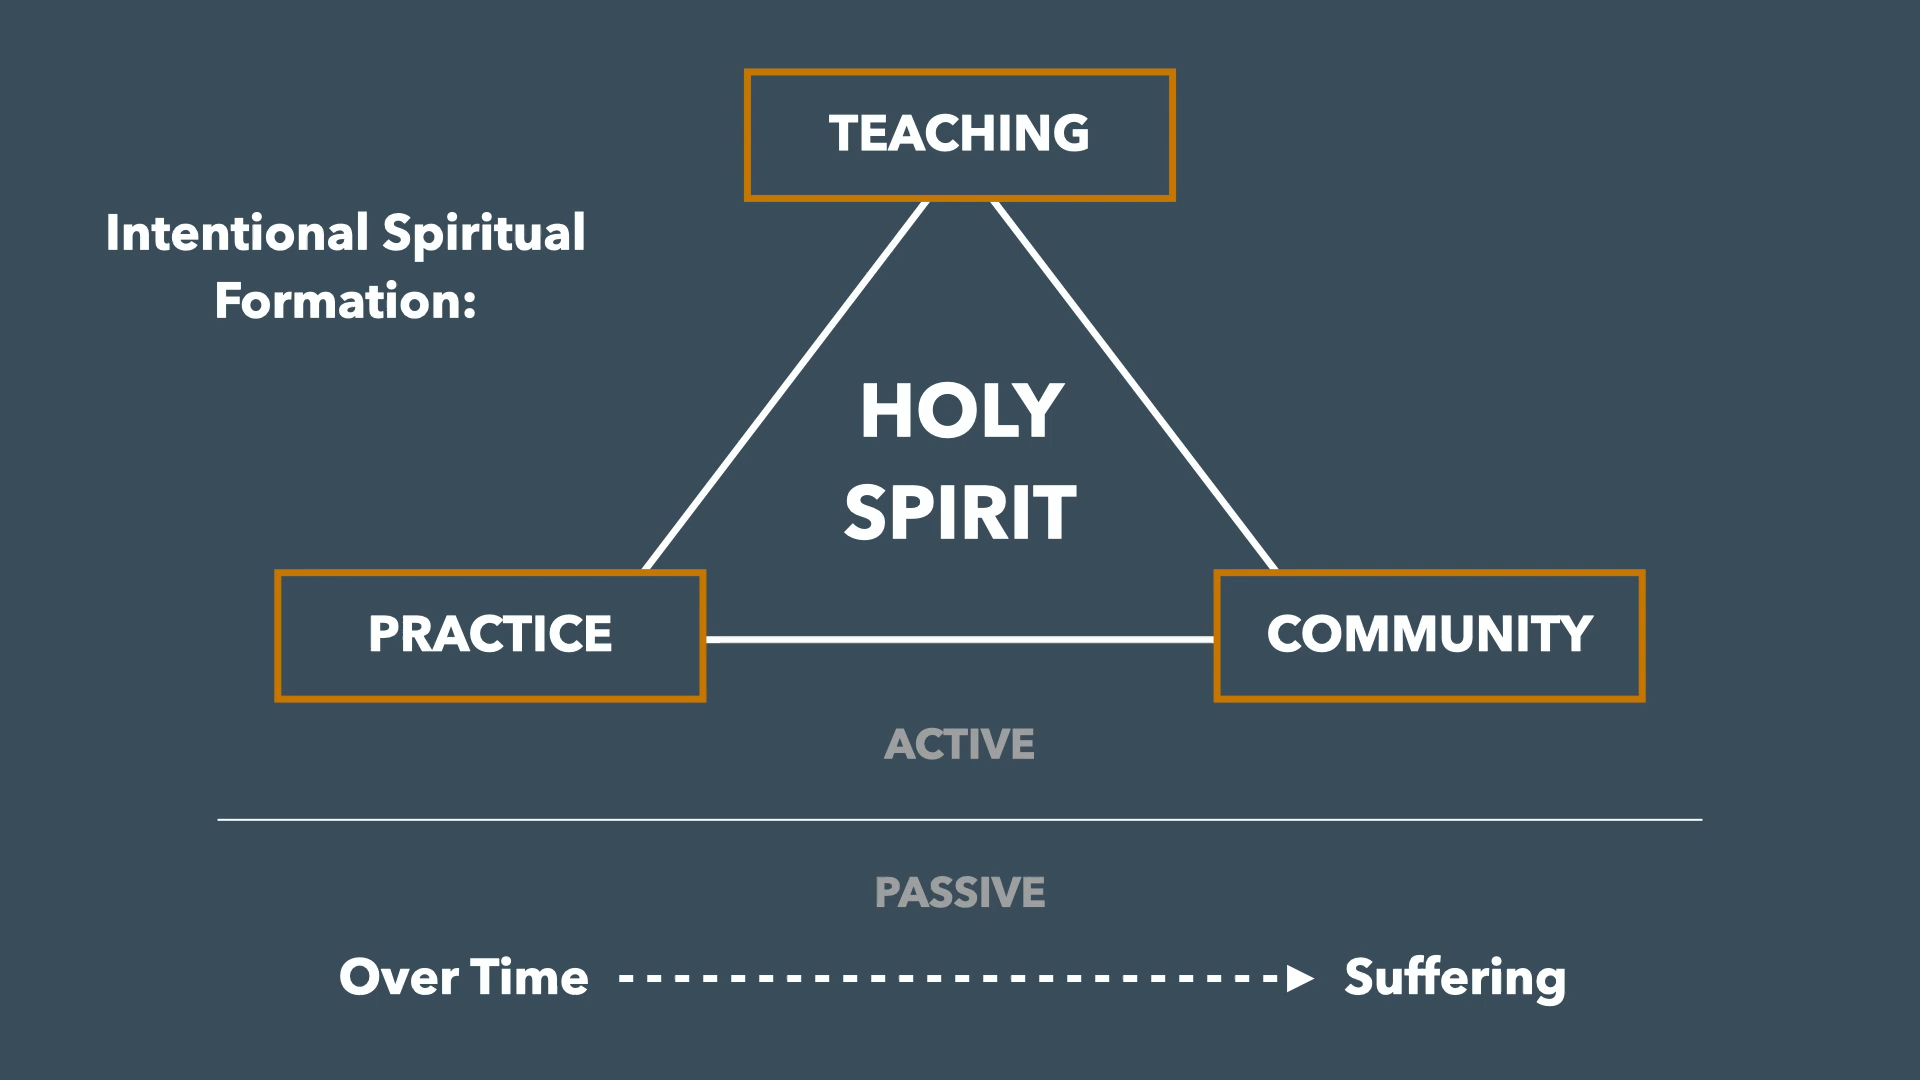 TEACHING
Intentional Spiritual
Formation:
HOLY
SPIRIT
PRACTICE
COMMUNITY
ACTIVE
PASSIVE
Over Time
Suffering